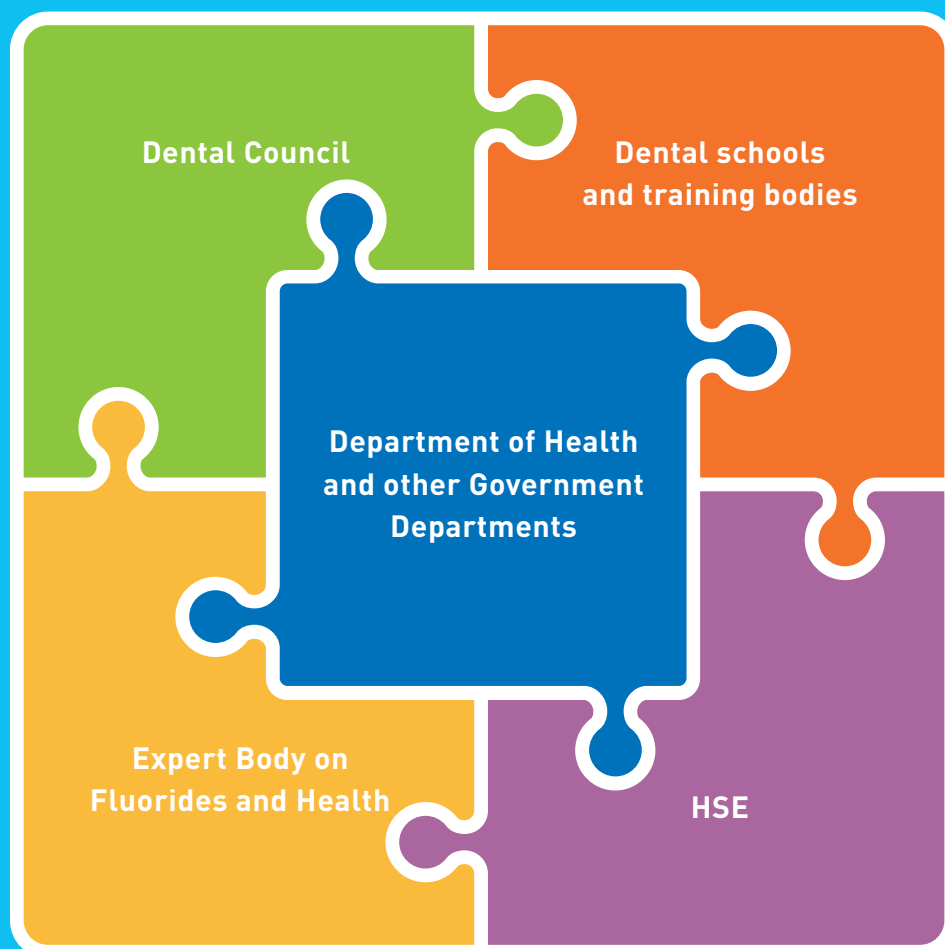 Dental Council
Dental schools
and training bodies
Department of Health
and other Government
Departments
Expert Body on
Fluorides and Health
HSE